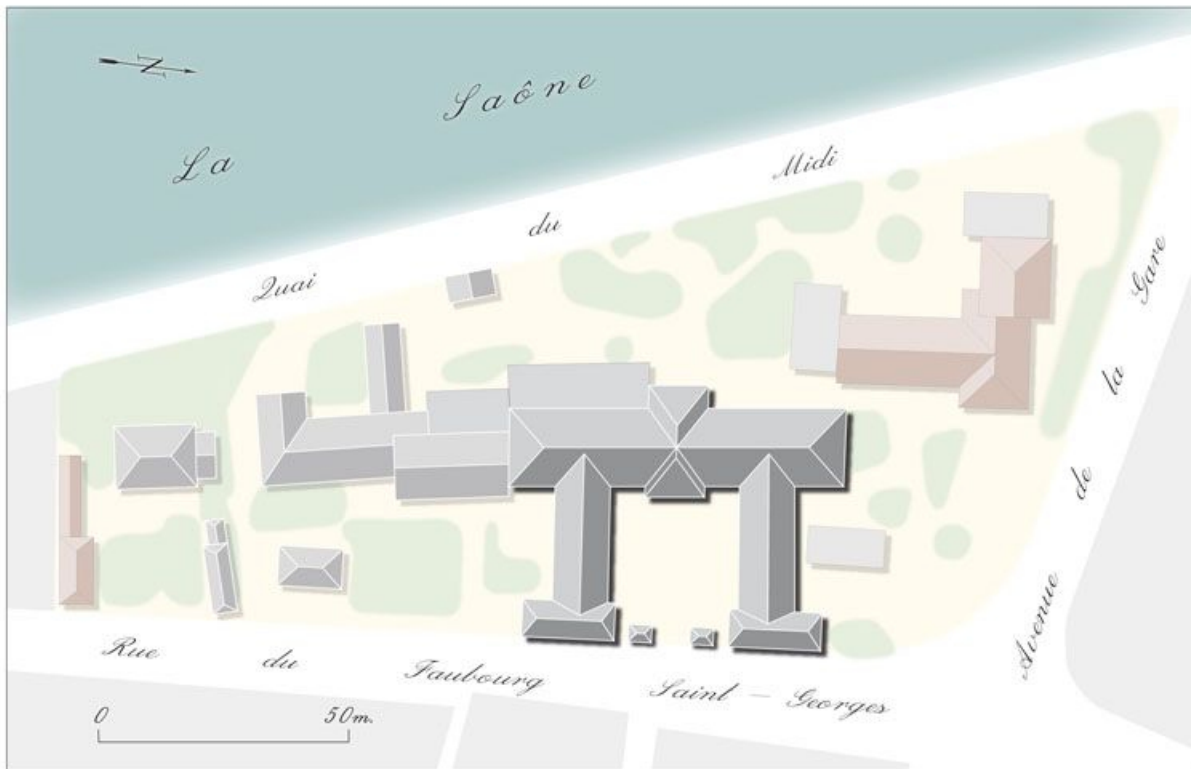 N
La Saône
Quai du Midi
Avenue de la Gare
Rue du Faubourg Saint – Georges
0 50m.